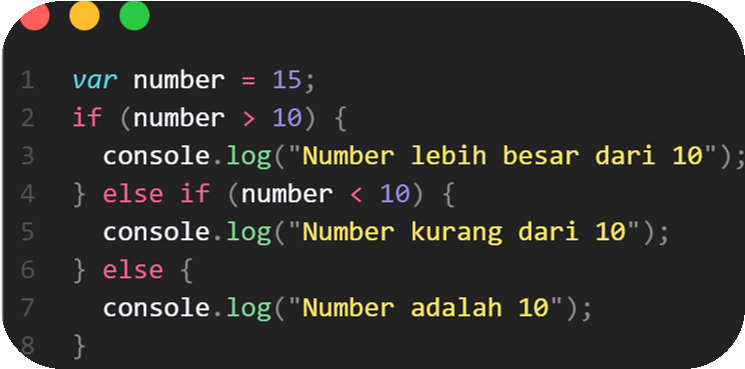 1 var number = 15;
2 if (number > 10) {
3 console.log("Number lebih besar dari 10");
4 } else if (number < 10) {
5 console.log("Number kurang dari 10");
6 } else {
7 console.log("Number adalah 10");
8 }